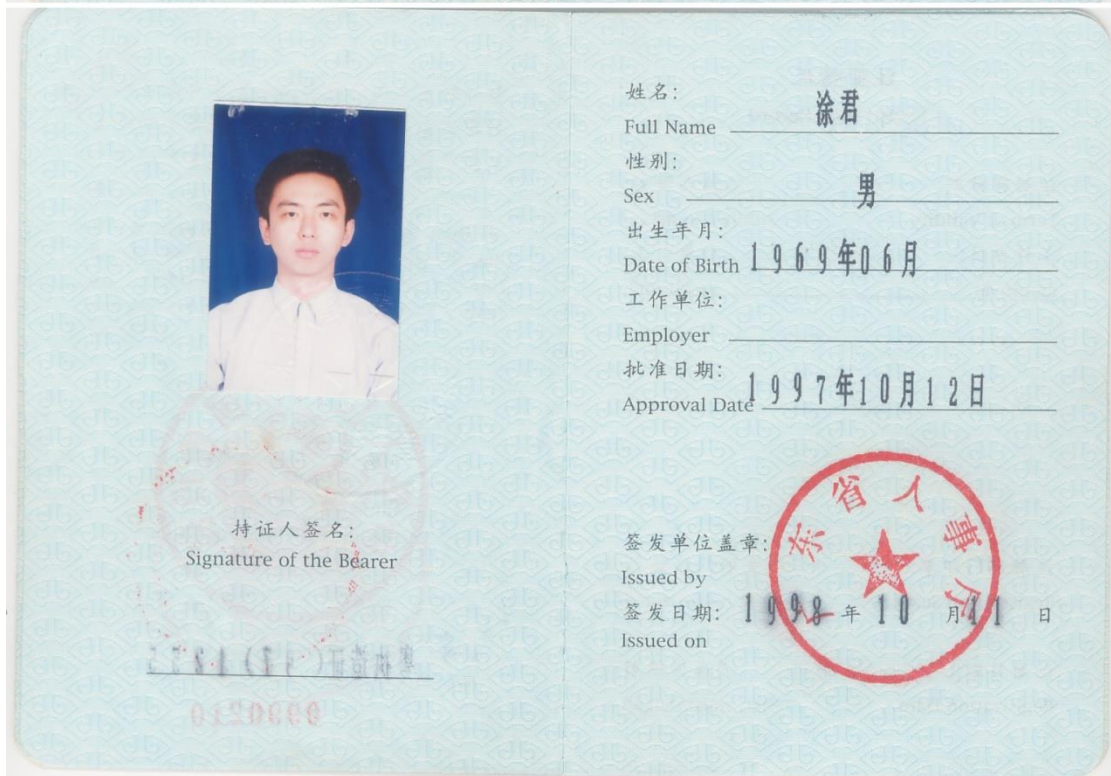 持证人签名:
Signature of the Bearer
姓名:
Full Name 涂君
性别:
Sex 男
出生年月:
Date of Birth 1969年06月
工作单位:
Employer
批准日期:
Approval Date 1997年10月12日
东省人事厅
签发单位盖章:
Issued by
签发日期: 1998 年 10 月 11 日
Issued on